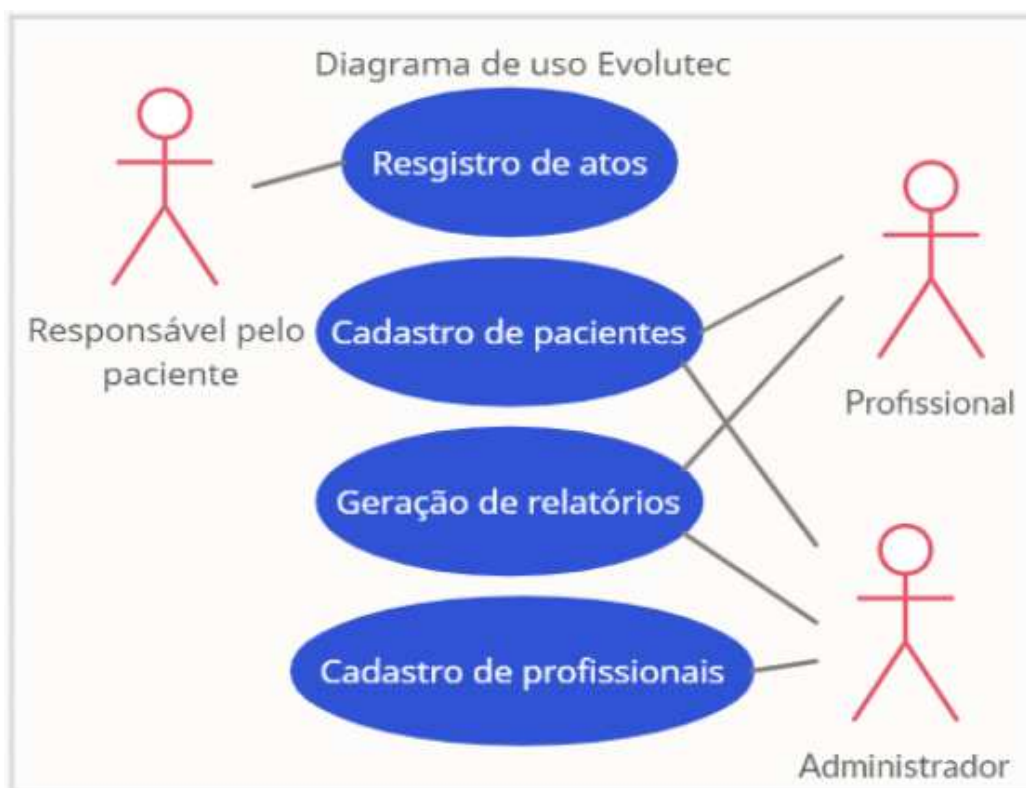 Diagrama de uso Evolutec
Resgistro de atos
Responsável pelo
paciente
Cadastro de pacientes
Profissional
Geração de relatórios
Cadastro de profissionais
Administrador